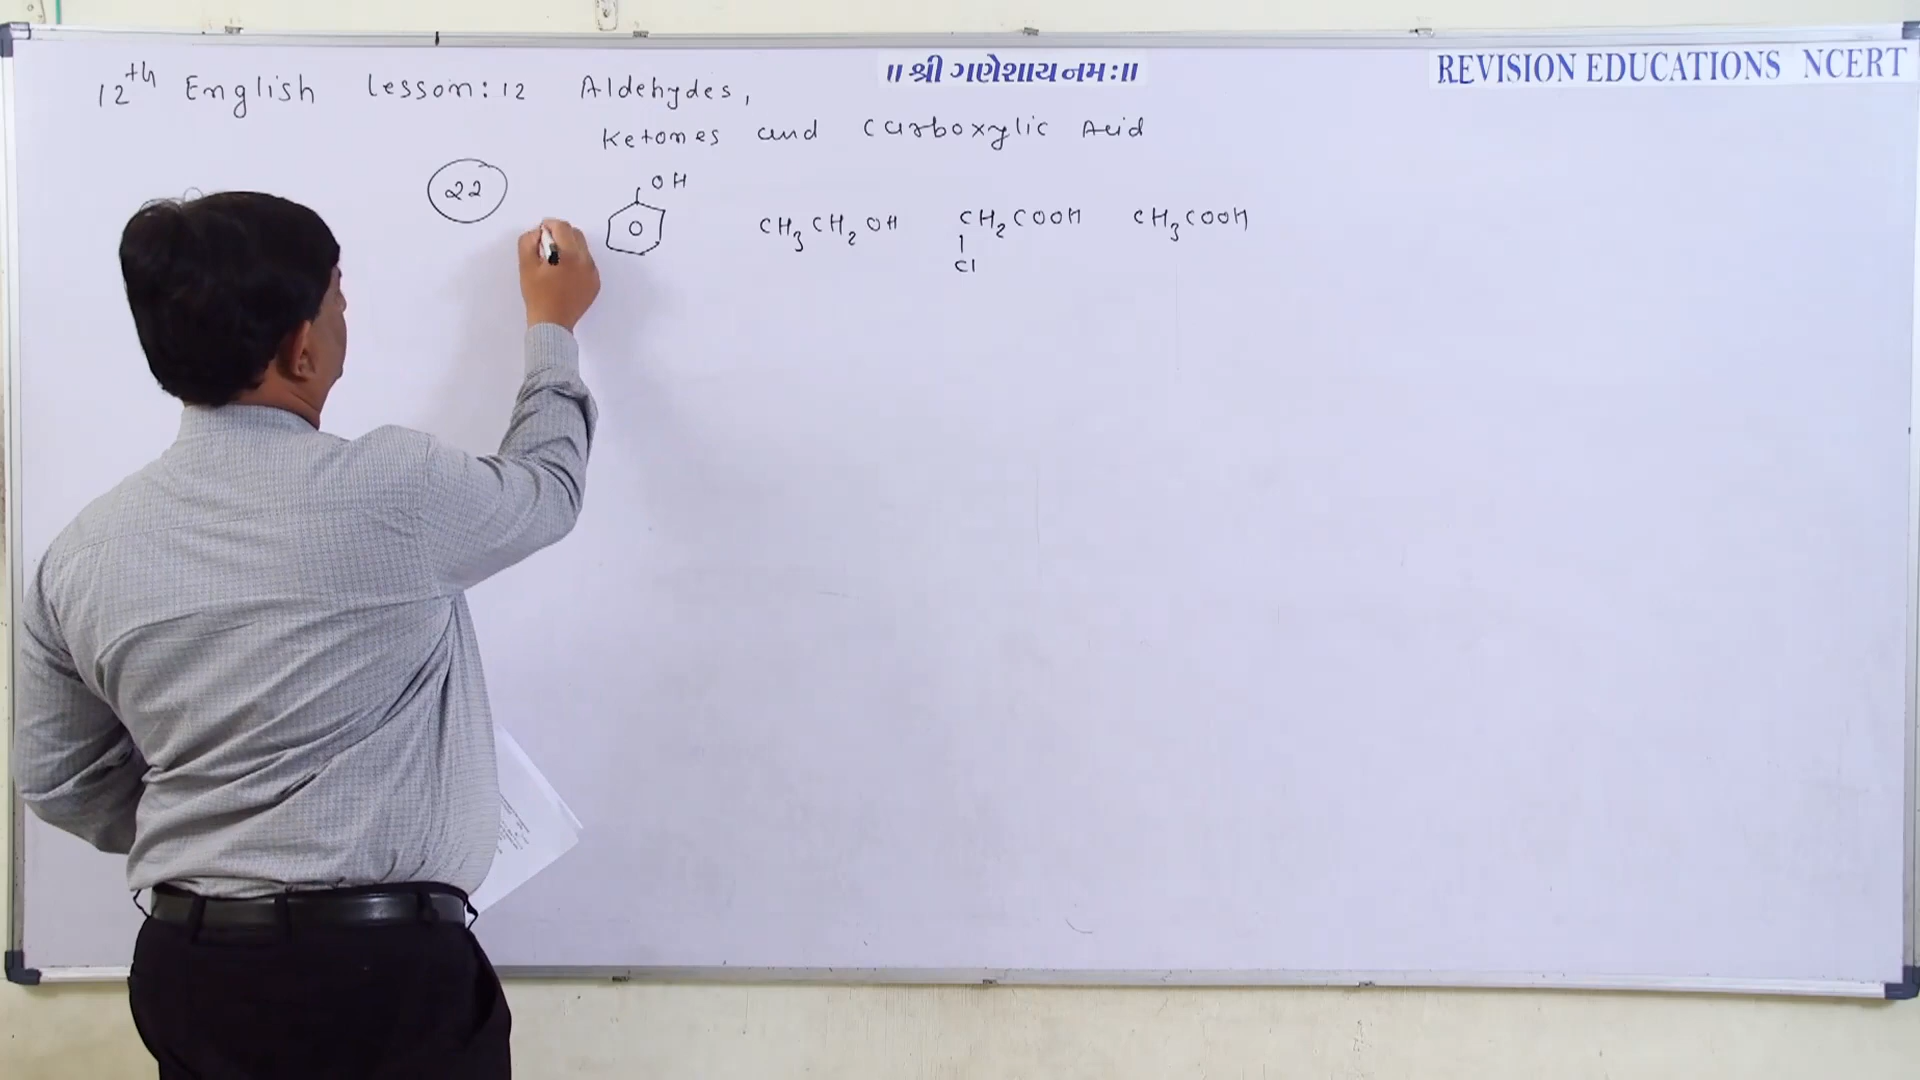 ॥ શ્રી ગણેશાય નમઃ॥
REVISION EDUCATIONS NCERT
12th English Lesson: 12 Aldehydes,
Ketones and Carboxylic Acid
22
OH
CH3CH2OH CH2COOH CH3COOH
Cl